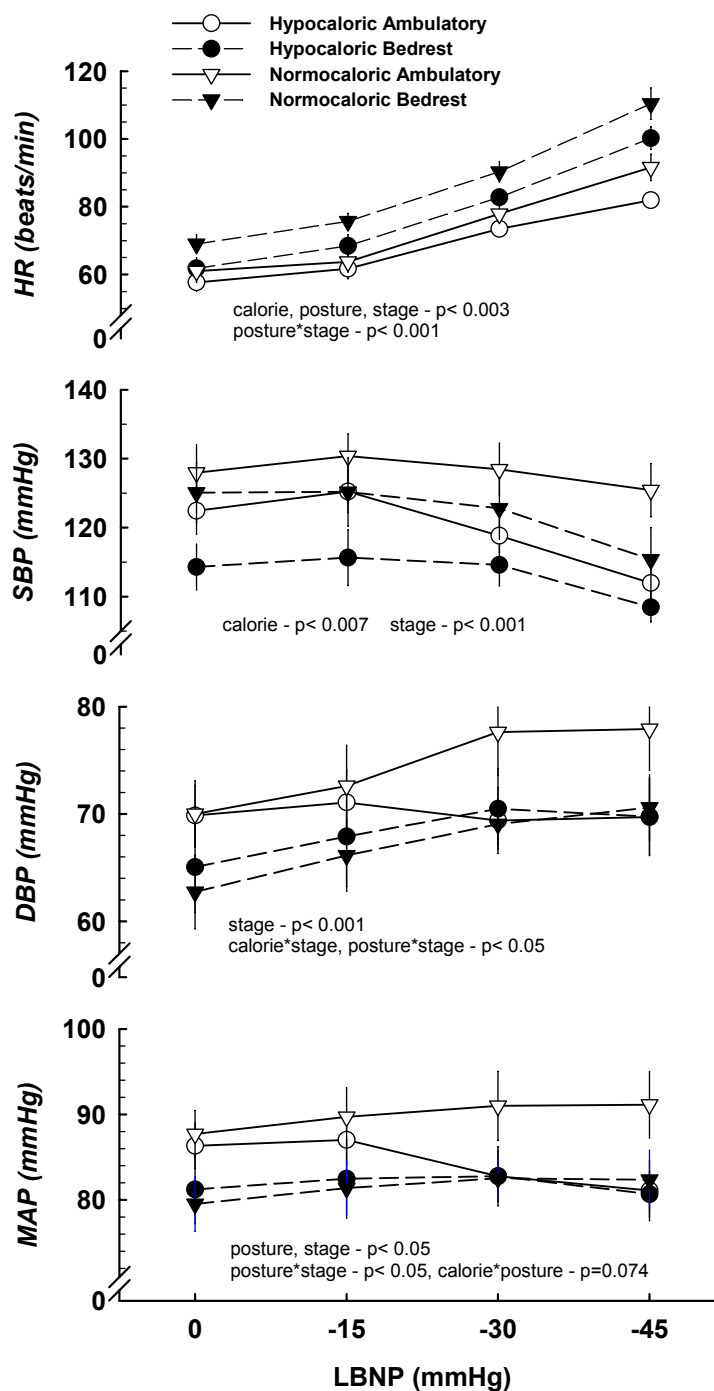 Hypocaloric Ambulatory
Hypocaloric Bedrest
Normocaloric Ambulatory
Normocaloric Bedrest
HR (beats/min)
120
100
80
60
0
calorie, posture, stage - p< 0.003
posture*stage - p< 0.001
SBP (mmHg)
140
130
120
110
0
calorie - p< 0.007 stage - p< 0.001
DBP (mmHg)
80
70
60
0
stage - p< 0.001
calorie*stage, posture*stage - p< 0.05
MAP (mmHg)
100
90
80
0
posture, stage - p< 0.05
posture*stage - p< 0.05, calorie*posture - p=0.074
0 -15 -30 -45
LBNP (mmHg)